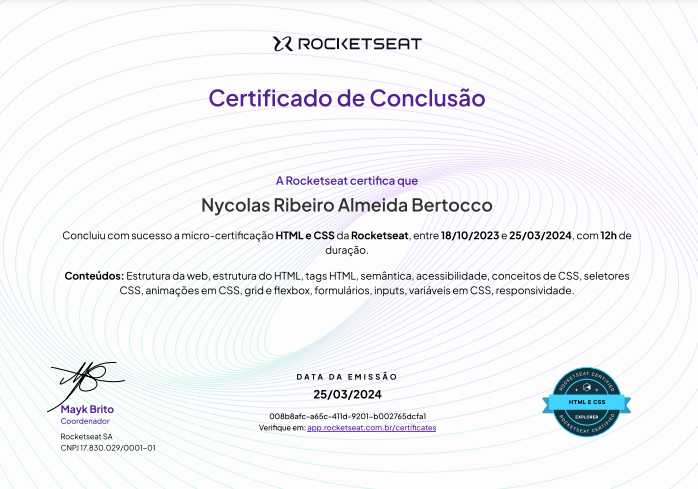 ROCKETSEAT
Certificado de Conclusão
A Rocketseat certifica que
Nycolas Ribeiro Almeida Bertocco
Concluiu com sucesso a micro-certificação HTML e CSS da Rocketseat, entre 18/10/2023 e 25/03/2024, com 12h de
duração.
Conteúdos: Estrutura da web, estrutura do HTML, tags HTML, semântica, acessibilidade, conceitos de CSS, seletores
CSS, animações em CSS, grid e flexbox, formulários, inputs, variáveis em CSS, responsividade.
Mayk Brito
Coordenador
Rocketseat SA
CNPJ 17.830.029/0001-01
DATA DA EMISSÃO
25/03/2024
008b8afc-a65c-411d-9201-b002765dcfa1
Verifique em: app.rocketseat.com.br/certificates
ROCKETSEAT CERTIFIED
HTML E CSS
EXPLORER
ROCKETSEAT CERTIFIED